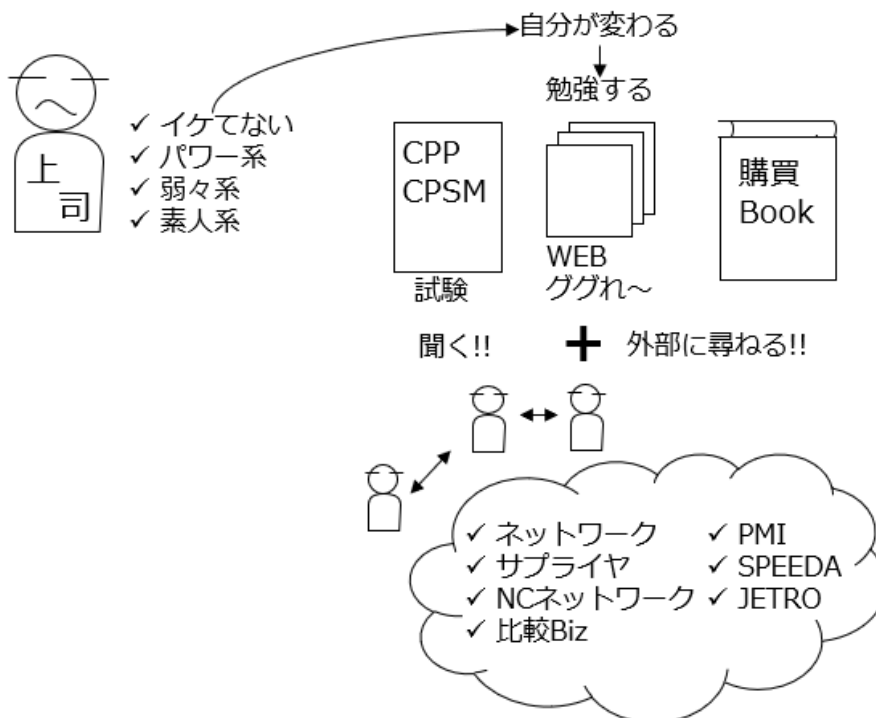 自分が変わる
勉強する
上
司
✓ イケてない
✓ パワー系
✓ 弱々系
✓ 素人系
CPP
CPSM
試験
WEB
ググれ～
購買
Book
聞く!!
+
外部に尋ねる!!
✓ ネットワーク
✓ サプライヤ
✓ NCネットワーク
✓ 比較Biz
✓ PMI
✓ SPEEDA
✓ JETRO